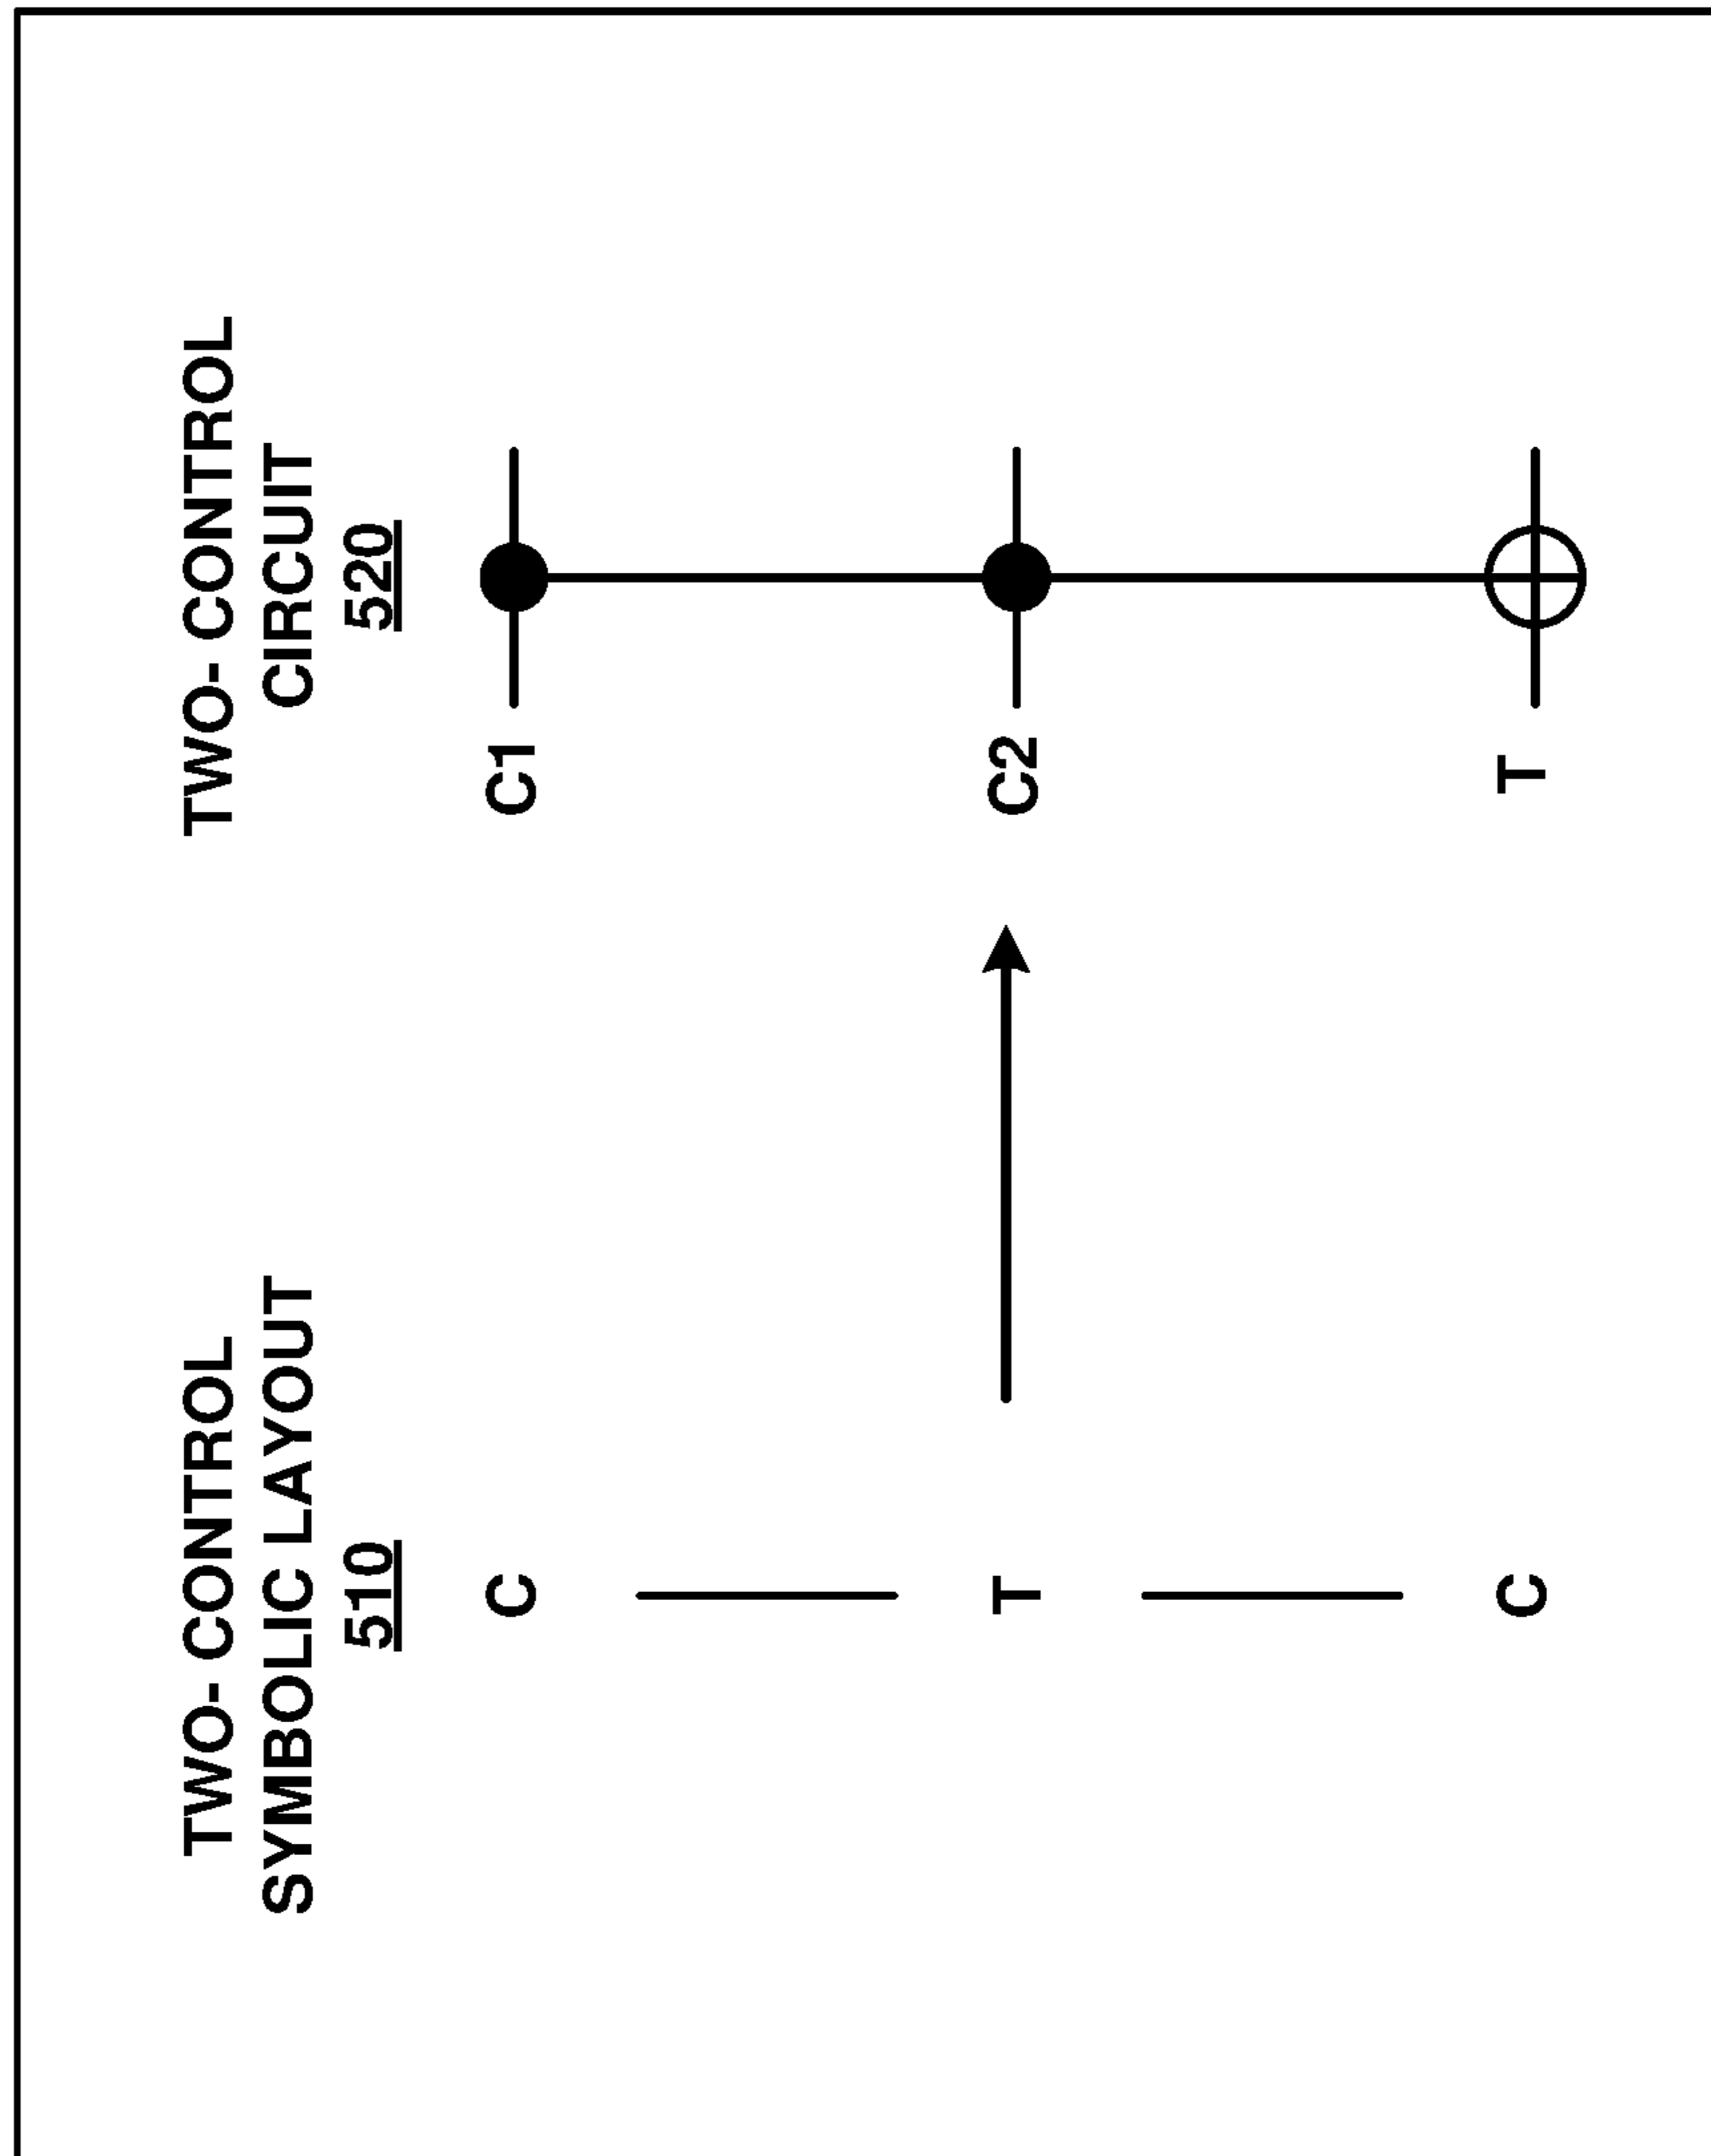 TWO- CONTROL
SYMBOLIC LAYOUT
510
C
T
C
TWO- CONTROL
CIRCUIT
520
C1
C2
T